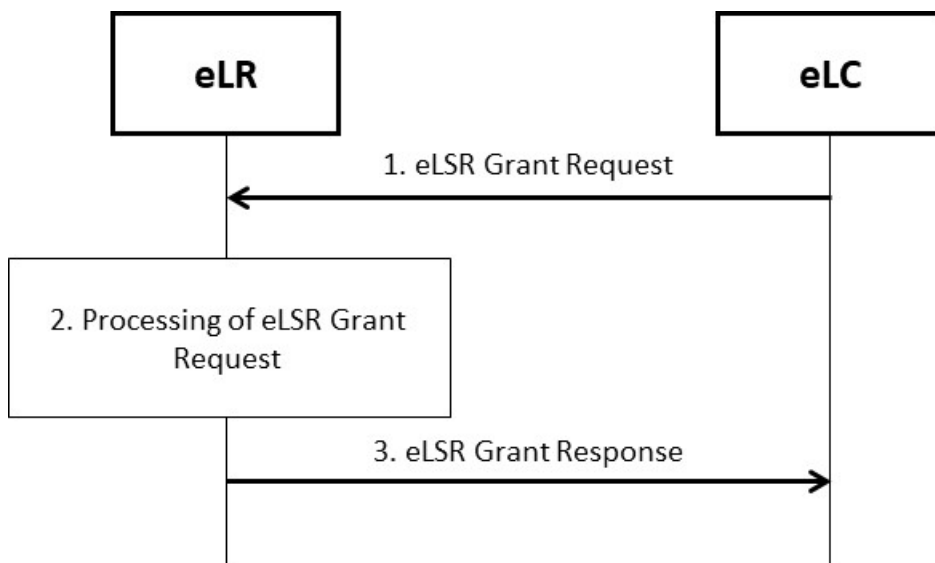 eLR
eLC
1. eLSR Grant Request
2. Processing of eLSR Grant
Request
3. eLSR Grant Response